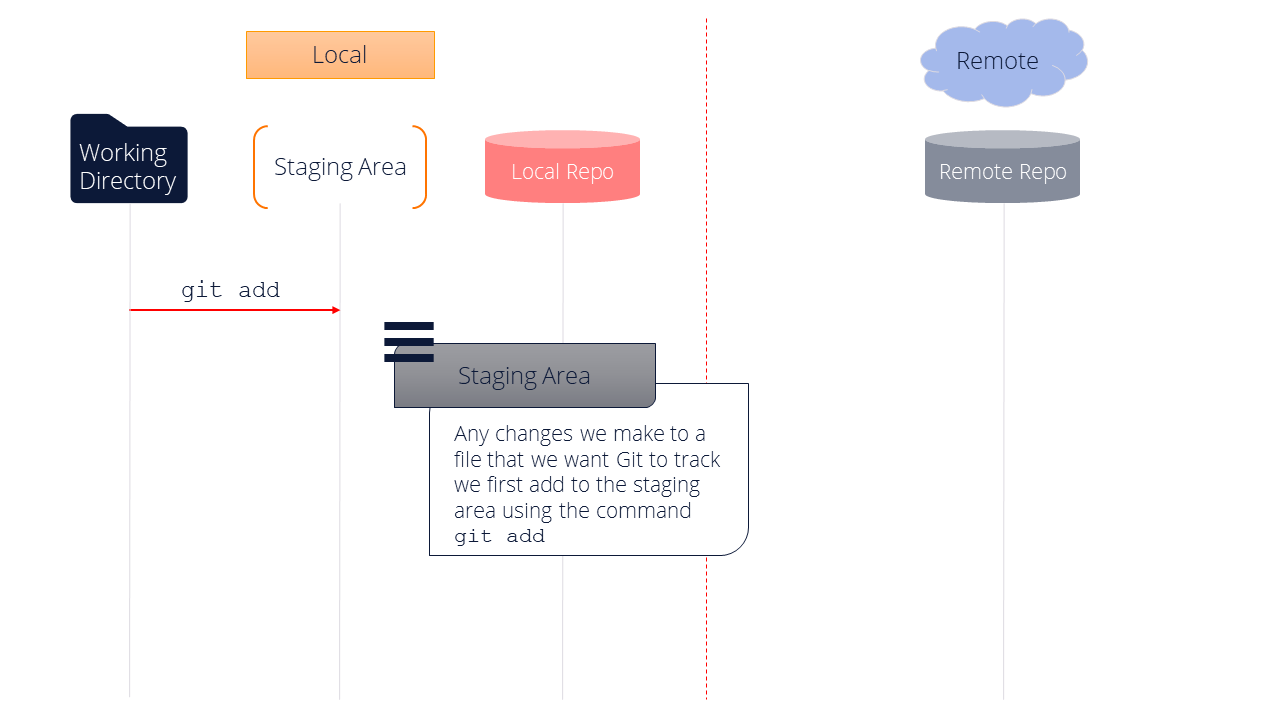 Local
Remote
Working
Directory
Staging Area
Local Repo
Remote Repo
git add
Staging Area
Any changes we make to a
file that we want Git to track
we first add to the staging
area using the command
git add